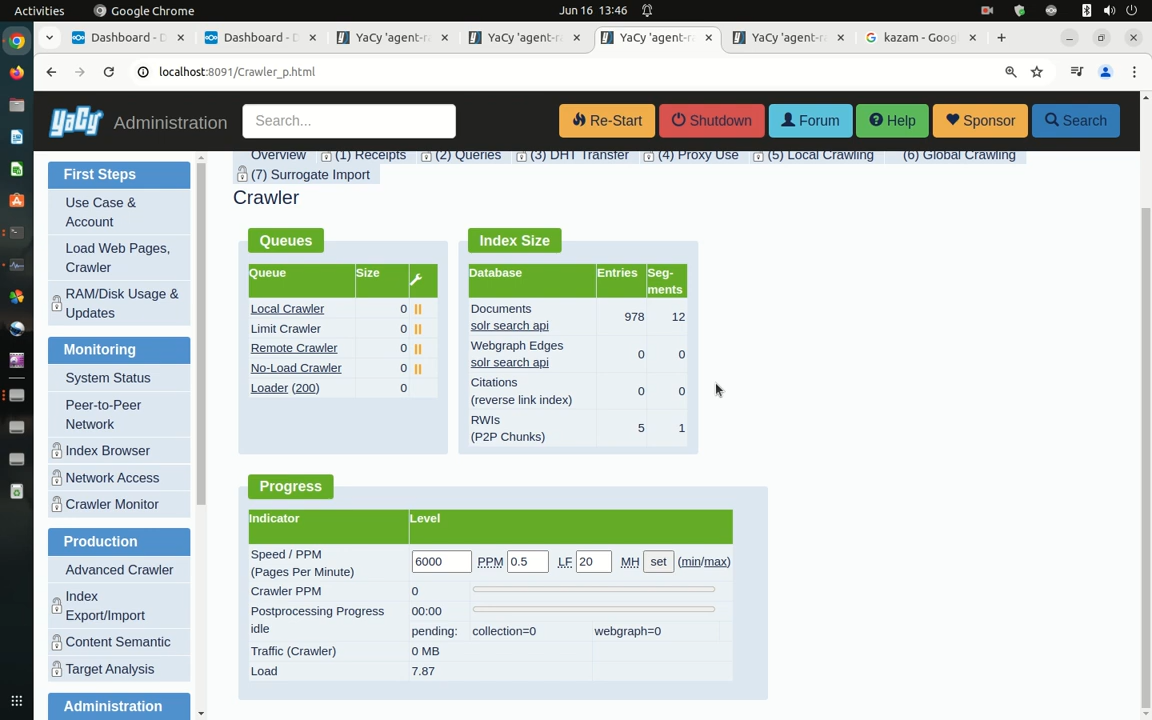 Activities
Google Chrome
Jun 16 13:46
Dashboard - D
Dashboard - D
YaCy 'agent-ra
YaCy 'agent-ra
YaCy 'agent-ra
YaCy 'agent-ra
kazam - Goog
localhost:8091/Crawler_p.html
YaCy
Administration
Search...
Re-Start
Shutdown
Forum
Help
Sponsor
Search
Overview
(1) Receipts
(2) Queries
(3) DHT Transfer
(4) Proxy Use
(5) Local Crawling
(6) Global Crawling
(7) Surrogate Import
First Steps
Use Case &
Account
Load Web Pages,
Crawler
RAM/Disk Usage &
Updates
Monitoring
System Status
Peer-to-Peer
Network
Index Browser
Network Access
Crawler Monitor
Production
Advanced Crawler
Index
Export/Import
Content Semantic
Target Analysis
Administration
Crawler
Queues
Queue Size
Local Crawler 0
Limit Crawler 0
Remote Crawler 0
No-Load Crawler 0
Loader (200) 0
Index Size
Database Entries Seg-
ments
Documents
solr search api 978 12
Webgraph Edges
solr search api 0 0
Citations
(reverse link index) 0 0
RWIs
(P2P Chunks) 5 1
Progress
Indicator Level
Speed / PPM
(Pages Per Minute) 6000 PPM 0.5 LF 20 MH set (min/max)
Crawler PPM 0
Postprocessing Progress 00:00
idle pending: collection=0 webgraph=0
Traffic (Crawler) 0 MB
Load 7.87